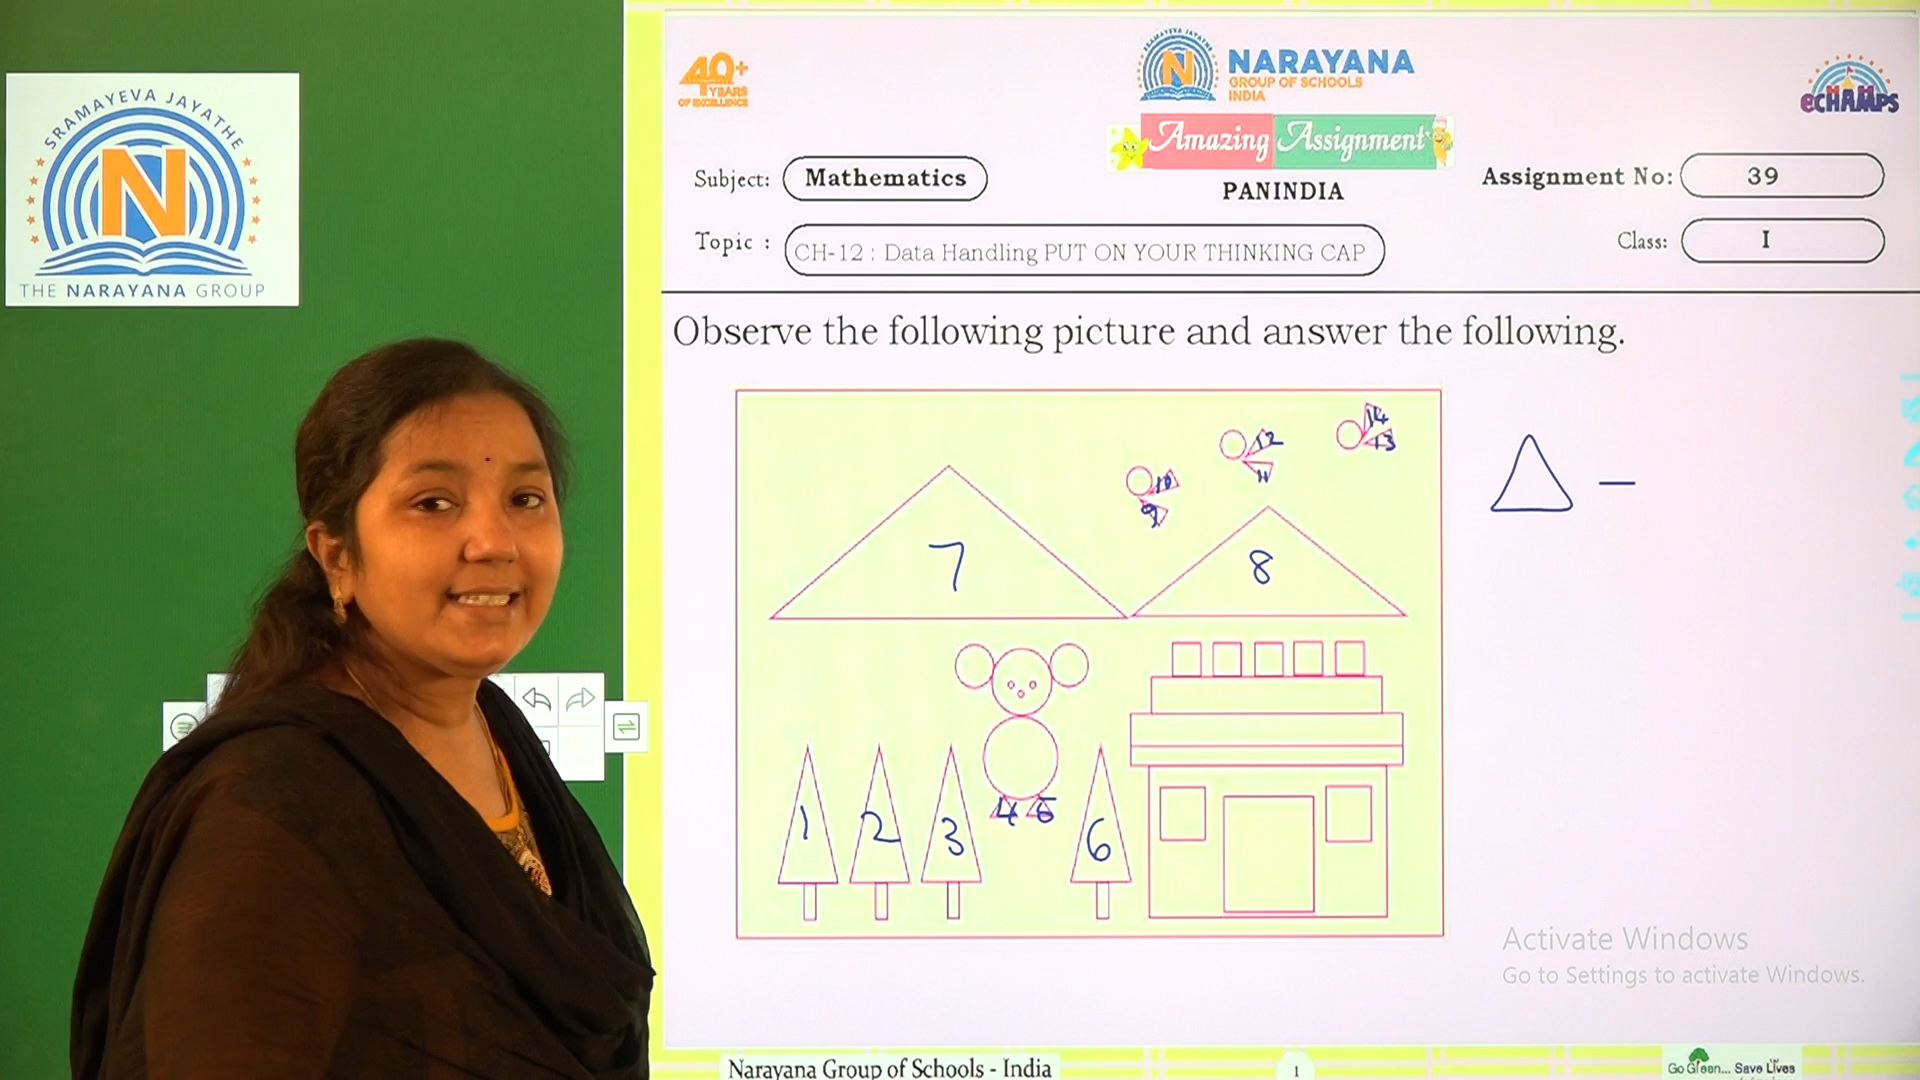 SRAMAYEVA JAYATHE
N
THE NARAYANA GROUP
40+
YEARS
OF EXCELLENCE
SRAMAYEVA JAYATHE
N
NARAYANA
GROUP OF SCHOOLS
INDIA
eCHAMPS
Amazing Assignment
PANINDIA
Subject: Mathematics
Assignment No: 39
Topic : CH-12 : Data Handling PUT ON YOUR THINKING CAP
Class: I
Observe the following picture and answer the following.
14
12
13
10
11
9
7
8
4 5
1 2 3 6
Activate Windows
Go to Settings to activate Windows.
Narayana Group of Schools - India
1
Go Green... Save Lives